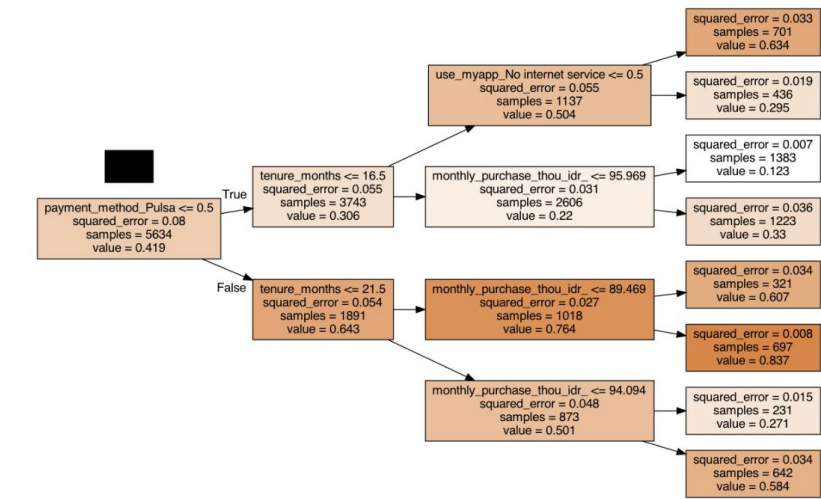 payment_method_Pulsa <= 0.5
squared_error = 0.08
samples = 5634
value = 0.419
True
False
tenure_months <= 16.5
squared_error = 0.055
samples = 3743
value = 0.306
tenure_months <= 21.5
squared_error = 0.054
samples = 1891
value = 0.643
use_myapp_No internet service <= 0.5
squared_error = 0.055
samples = 1137
value = 0.504
monthly_purchase_thou_idr_ <= 95.969
squared_error = 0.031
samples = 2606
value = 0.22
monthly_purchase_thou_idr_ <= 89.469
squared_error = 0.027
samples = 1018
value = 0.764
monthly_purchase_thou_idr_ <= 94.094
squared_error = 0.048
samples = 873
value = 0.501
squared_error = 0.033
samples = 701
value = 0.634
squared_error = 0.019
samples = 436
value = 0.295
squared_error = 0.007
samples = 1383
value = 0.123
squared_error = 0.036
samples = 1223
value = 0.33
squared_error = 0.034
samples = 321
value = 0.607
squared_error = 0.008
samples = 697
value = 0.837
squared_error = 0.015
samples = 231
value = 0.271
squared_error = 0.034
samples = 642
value = 0.584